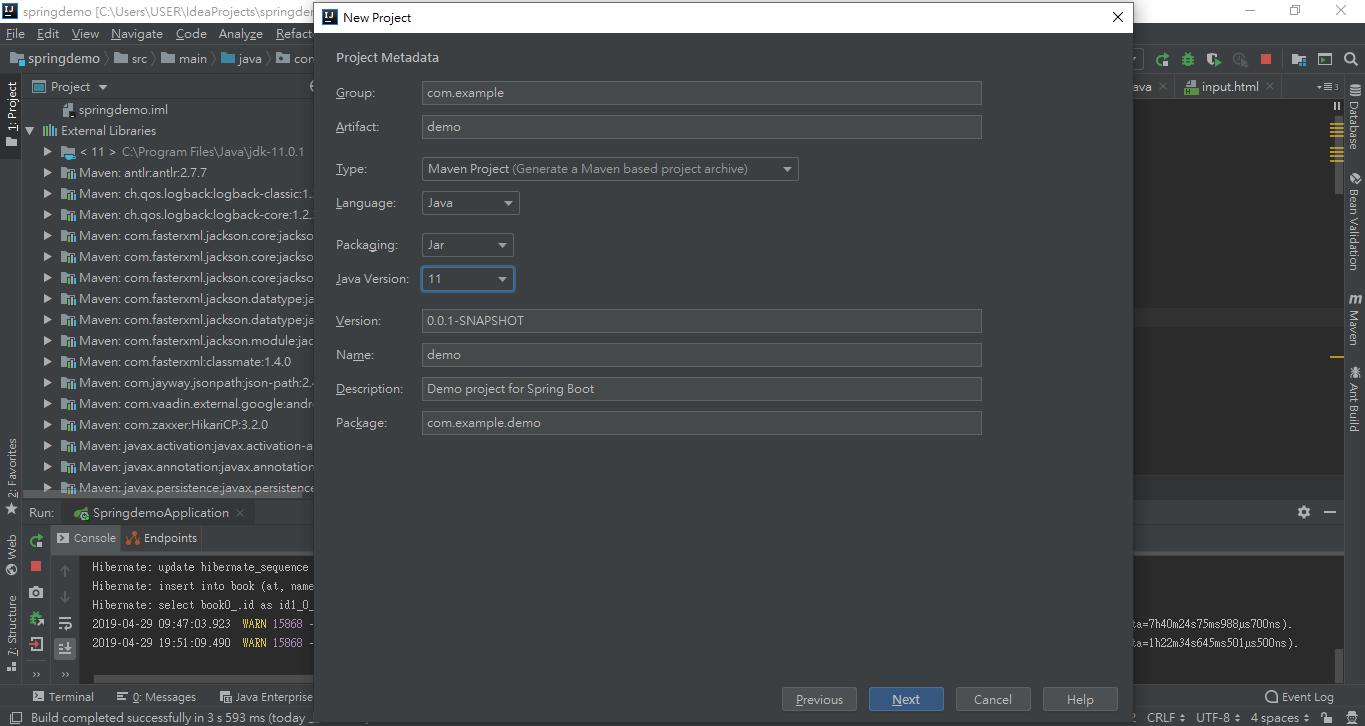 springdemo [C:\Users\USER\IdeaProjects\springdem
New Project
File Edit View Navigate Code Analyze Refact
springdemo src main java con
Project
1: Project
springdemo.iml
External Libraries
< 11 > C:\Program Files\Java\jdk-11.0.1
Maven: antlr:antlr:2.7.7
Maven: ch.qos.logback:logback-classic:1.
Maven: ch.qos.logback:logback-core:1.2.
Maven: com.fasterxml.jackson.core:jackso
Maven: com.fasterxml.jackson.core:jackso
Maven: com.fasterxml.jackson.core:jackso
Maven: com.fasterxml.jackson.datatype:ja
Maven: com.fasterxml.jackson.datatype:ja
Maven: com.fasterxml.jackson.module:jac
Maven: com.fasterxml:classmate:1.4.0
Maven: com.jayway.jsonpath:json-path:2.4
Maven: com.vaadin.external.google:andr
Maven: com.zaxxer:HikariCP:3.2.0
Maven: javax.activation:javax.activation-a
Maven: javax.annotation:javax.annotation
Maven: javax.persistence:javax.persistence
Project Metadata
Group: com.example
Artifact: demo
Type: Maven Project (Generate a Maven based project archive)
Language: Java
Packaging: Jar
Java Version: 11
Version: 0.0.1-SNAPSHOT
Name: demo
Description: Demo project for Spring Boot
Package: com.example.demo
Previous Next Cancel Help
ava input.html
3
Database
Bean Validation
m Maven
Ant Build
2: Favorites
Web
7: Structure
Run: SpringdemoApplication
Console Endpoints
Hibernate: update hibernate_sequence
Hibernate: insert into book (at, name
Hibernate: select book0_.id as id1_0_
2019-04-29 09:47:03.923 WARN 15868 - ta=7h40m24s75ms988µs700ns).
2019-04-29 19:51:09.490 WARN 15868 - ta=1h22m34s645ms501µs500ns).
Terminal 0: Messages Java Enterprise Event Log
Build completed successfully in 3 s 593 ms (today CRLF UTF-8 4 spaces